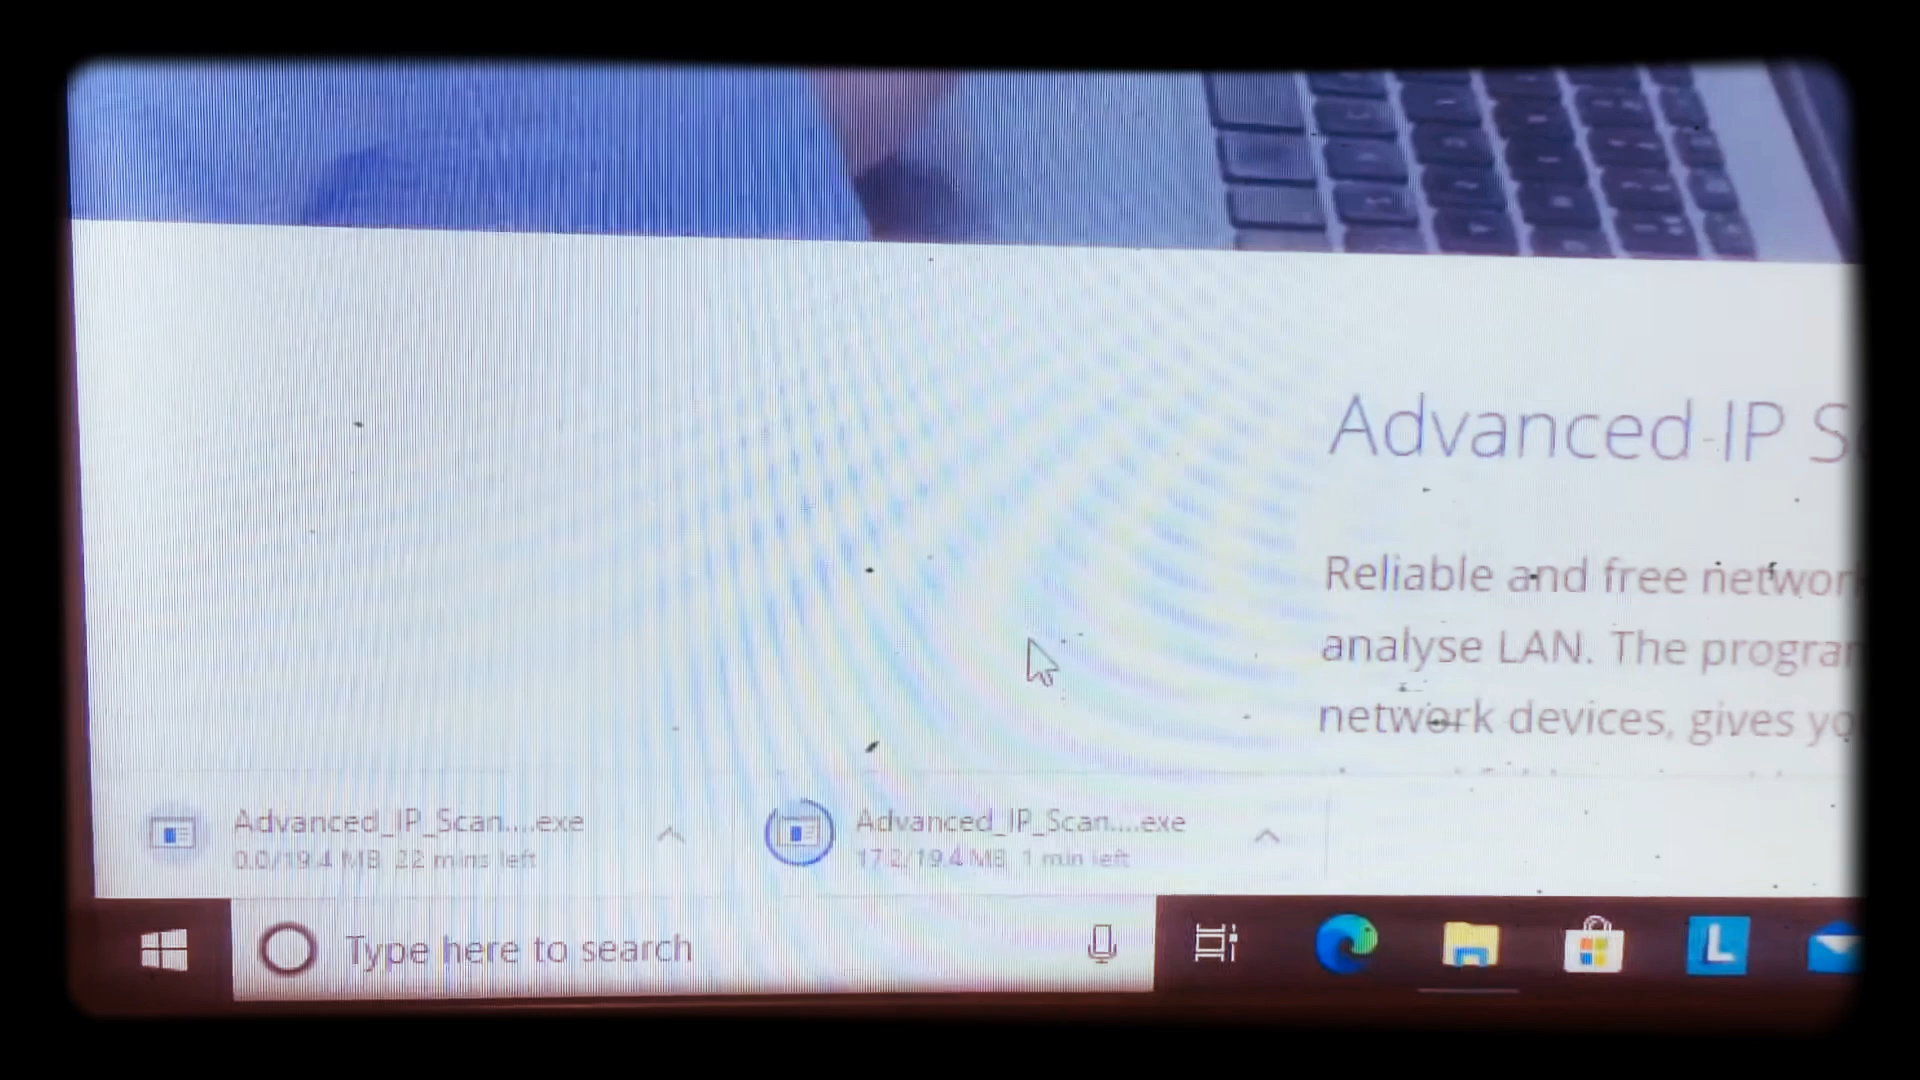 Advanced IP S
Reliable and free networ
analyse LAN. The program
network devices, gives yo
Advanced_IP_Scan....exe
0.0/19.4 MB, 22 mins left
Advanced_IP_Scan....exe
17.2/19.4 MB, 1 min left
Type here to search
L